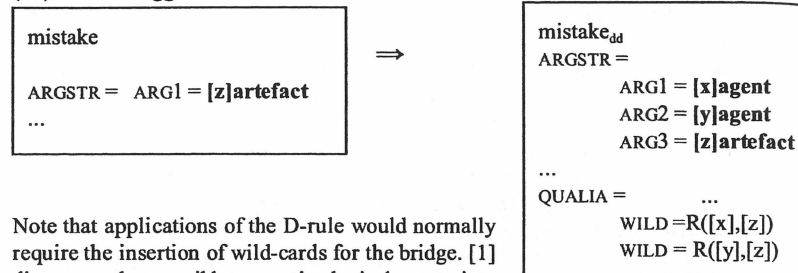 mistake
ARGSTR = ARG1 = [z]artefact
...
⇒
mistake_dd
ARGSTR =
ARG1 = [x]agent
ARG2 = [y]agent
ARG3 = [z]artefact
...
QUALIA = ...
WILD =R([x],[z])
WILD = R([y],[z])
Note that applications of the D-rule would normally
require the insertion of wild-cards for the bridge. [1]